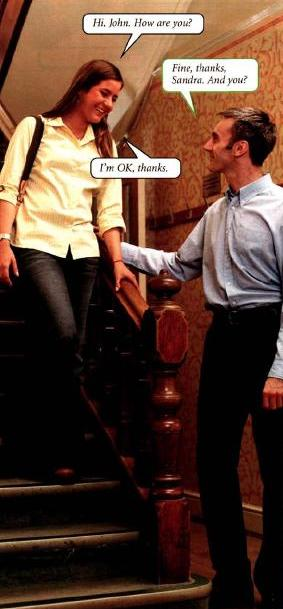 Hi, John. How are you?
Fine, thanks,
Sandra. And you?
I'm OK, thanks.